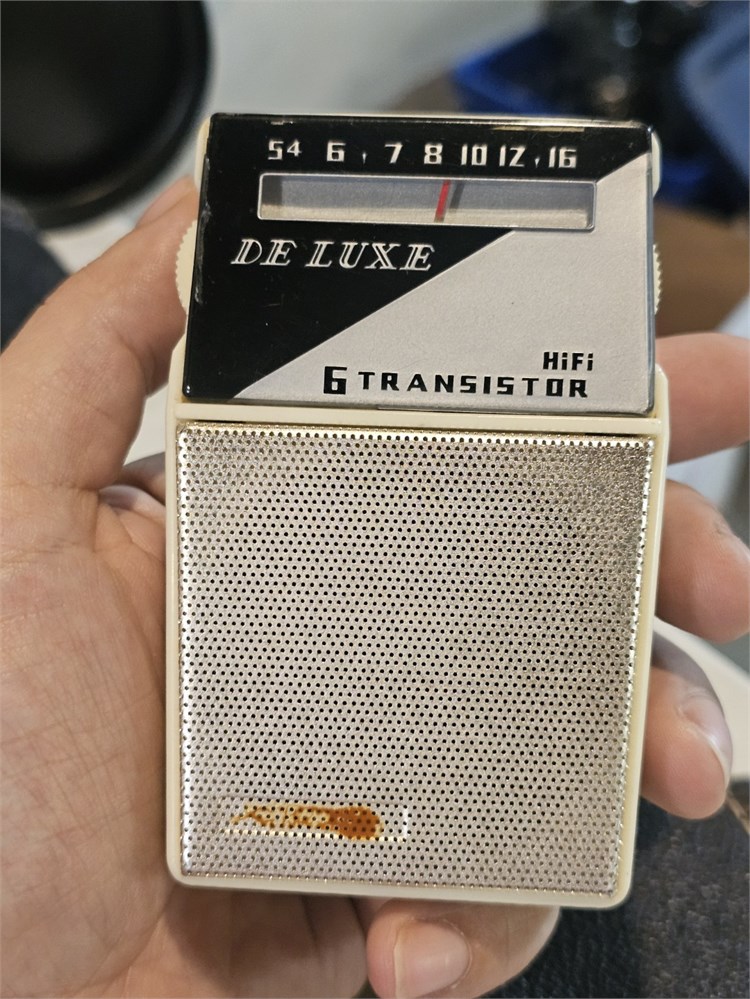 54 6 7 8 10 12 16
DE LUXE
HiFi
6 TRANSISTOR